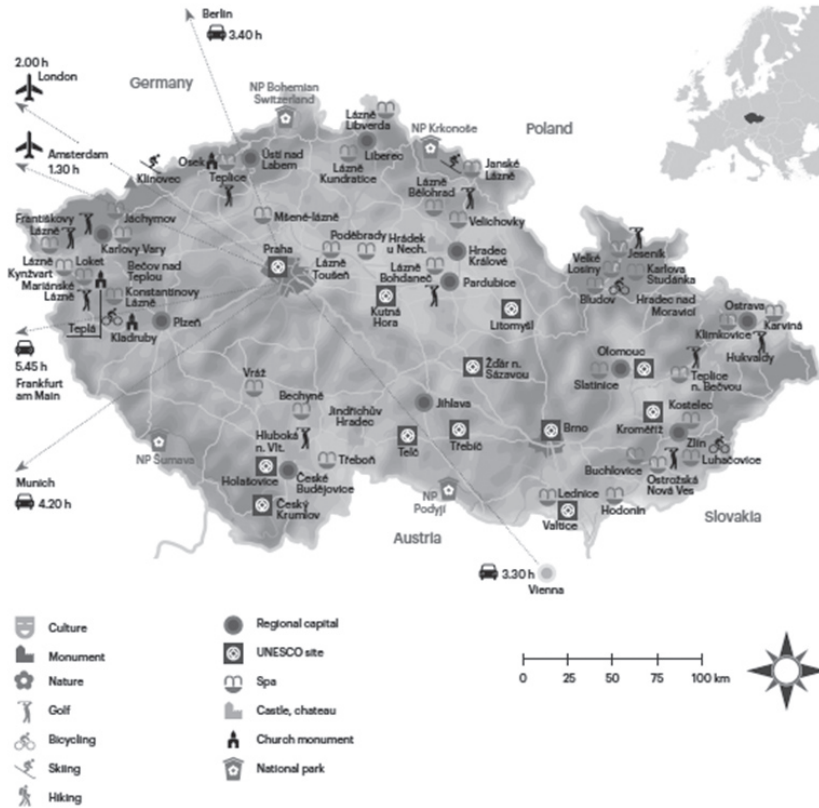 Berlin
3.40 h
2.00 h
London
Germany
NP Bohemian
Switzerland
Lázně
Libverda
NP Krkonoše
Poland
Amsterdam
1.30 h
Klínovec
Osek
Teplice
Ústí nad
Labem
Lázně
Kundratice
Liberec
Janské
Lázně
Lázně
Bělohrad
Františkovy
Lázně
Jáchymov
Mšené-lázně
Velichovky
Karlovy Vary
Praha
Poděbrady
Hrádek
u Nech.
Hradec
Králové
Jeseník
Lázně
Kynžvart
Loket
Bečov nad
Teplou
Lázně
Toušeň
Lázně
Bohdaneč
Velké
Losiny
Karlova
Studánka
Mariánské
Lázně
Konstantinovy
Lázně
Pardubice
Bludov
Hradec nad
Moravicí
Kutná
Hora
Litomyšl
Ostrava
Teplá
Kladruby
Plzeň
Klimkovice
Karviná
5.45 h
Frankfurt
am Main
Žďár n.
Sázavou
Olomouc
Hukvaldy
Slatinice
Teplice
n. Bečvou
Vráž
Bechyně
Jihlava
Kostelec
Jindřichův
Hradec
Kroměříž
Hluboká
n. Vlt.
Telč
Třebíč
Brno
Zlín
NP Šumava
Třeboň
Buchlovice
Luhačovice
Holašovice
České
Budějovice
Ostrožská
Nová Ves
Munich
4.20 h
Český
Krumlov
NP
Podyjí
Lednice
Hodonín
Valtice
Slovakia
Austria
3.30 h
Vienna
Culture
Monument
Nature
Golf
Bicycling
Skiing
Hiking
Regional capital
UNESCO site
Spa
Castle, chateau
Church monument
National park
0 25 50 75 100 km